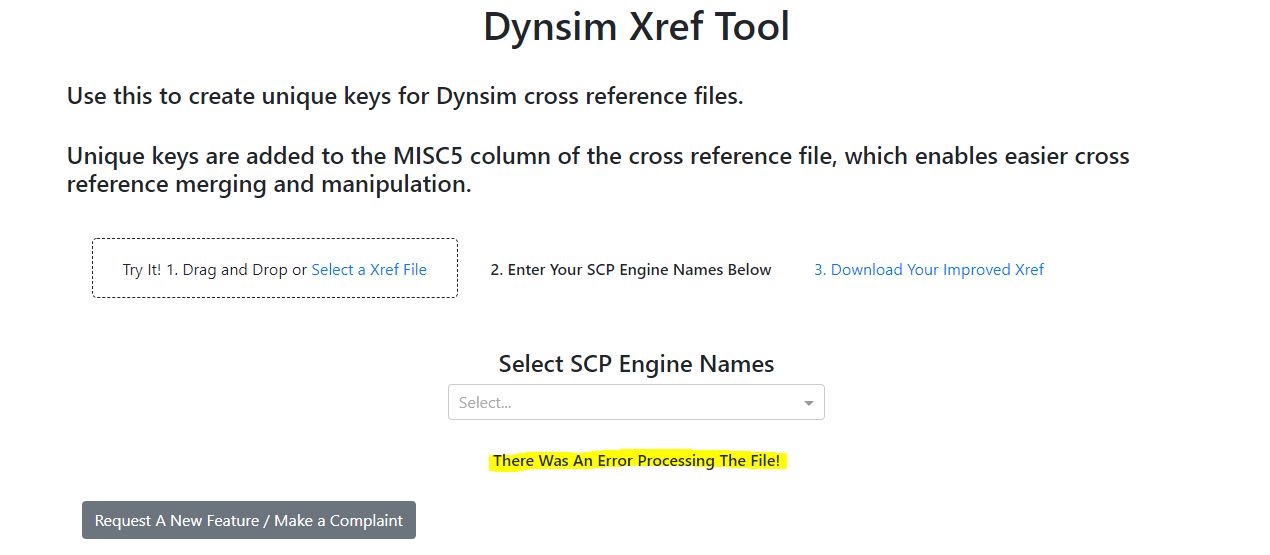 Dynsim Xref Tool
Use this to create unique keys for Dynsim cross reference files.
Unique keys are added to the MISC5 column of the cross reference file, which enables easier cross
reference merging and manipulation.
Try It! 1. Drag and Drop or Select a Xref File
2. Enter Your SCP Engine Names Below
3. Download Your Improved Xref
Select SCP Engine Names
Select...
There Was An Error Processing The File!
Request A New Feature / Make a Complaint